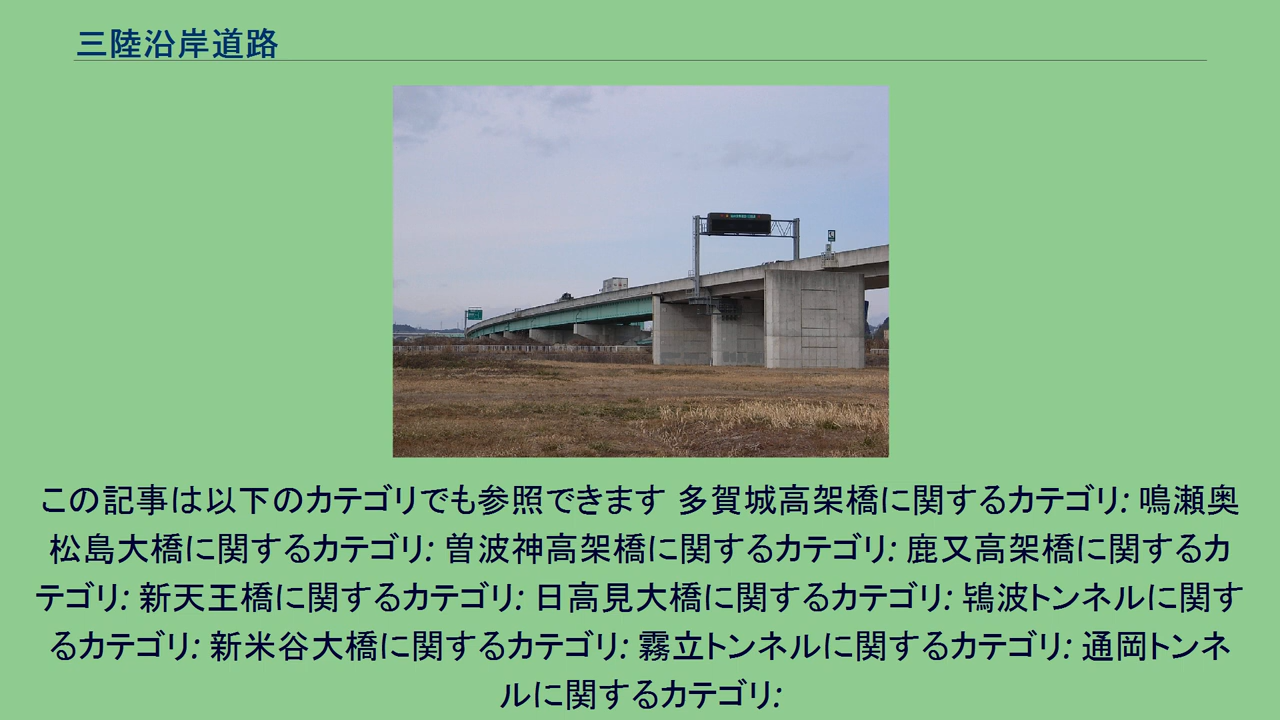 三陸沿岸道路
この記事は以下のカテゴリでも参照できます 多賀城高架橋に関するカテゴリ: 鳴瀬奥
松島大橋に関するカテゴリ: 曽波神高架橋に関するカテゴリ: 鹿又高架橋に関するカ
テゴリ: 新天王橋に関するカテゴリ: 日高見大橋に関するカテゴリ: 鴇波トンネルに関す
るカテゴリ: 新米谷大橋に関するカテゴリ: 霧立トンネルに関するカテゴリ: 通岡トンネ
ルに関するカテゴリ: